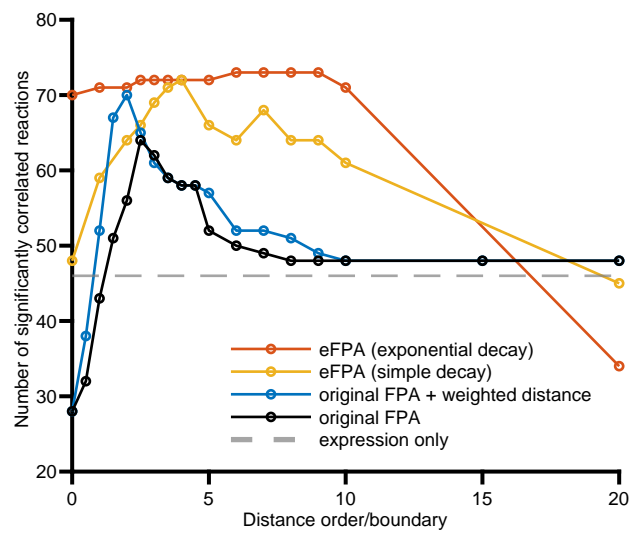 80
70
60
50
40
30
20
Number of significantly correlated reactions
eFPA (exponential decay)
eFPA (simple decay)
original FPA + weighted distance
original FPA
expression only
0
5
10
15
20
Distance order/boundary